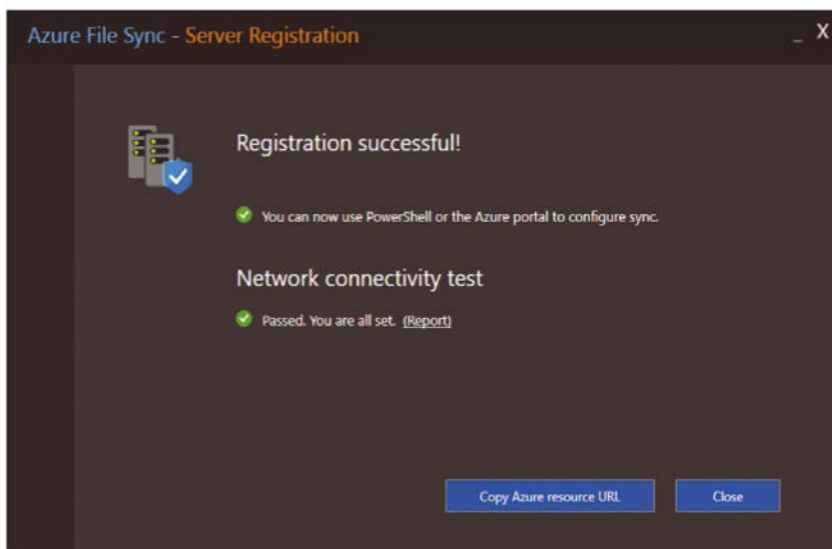 Azure File Sync - Server Registration
_ X
Registration successful!
You can now use PowerShell or the Azure portal to configure sync.
Network connectivity test
Passed. You are all set. (Report)
Copy Azure resource URL Close